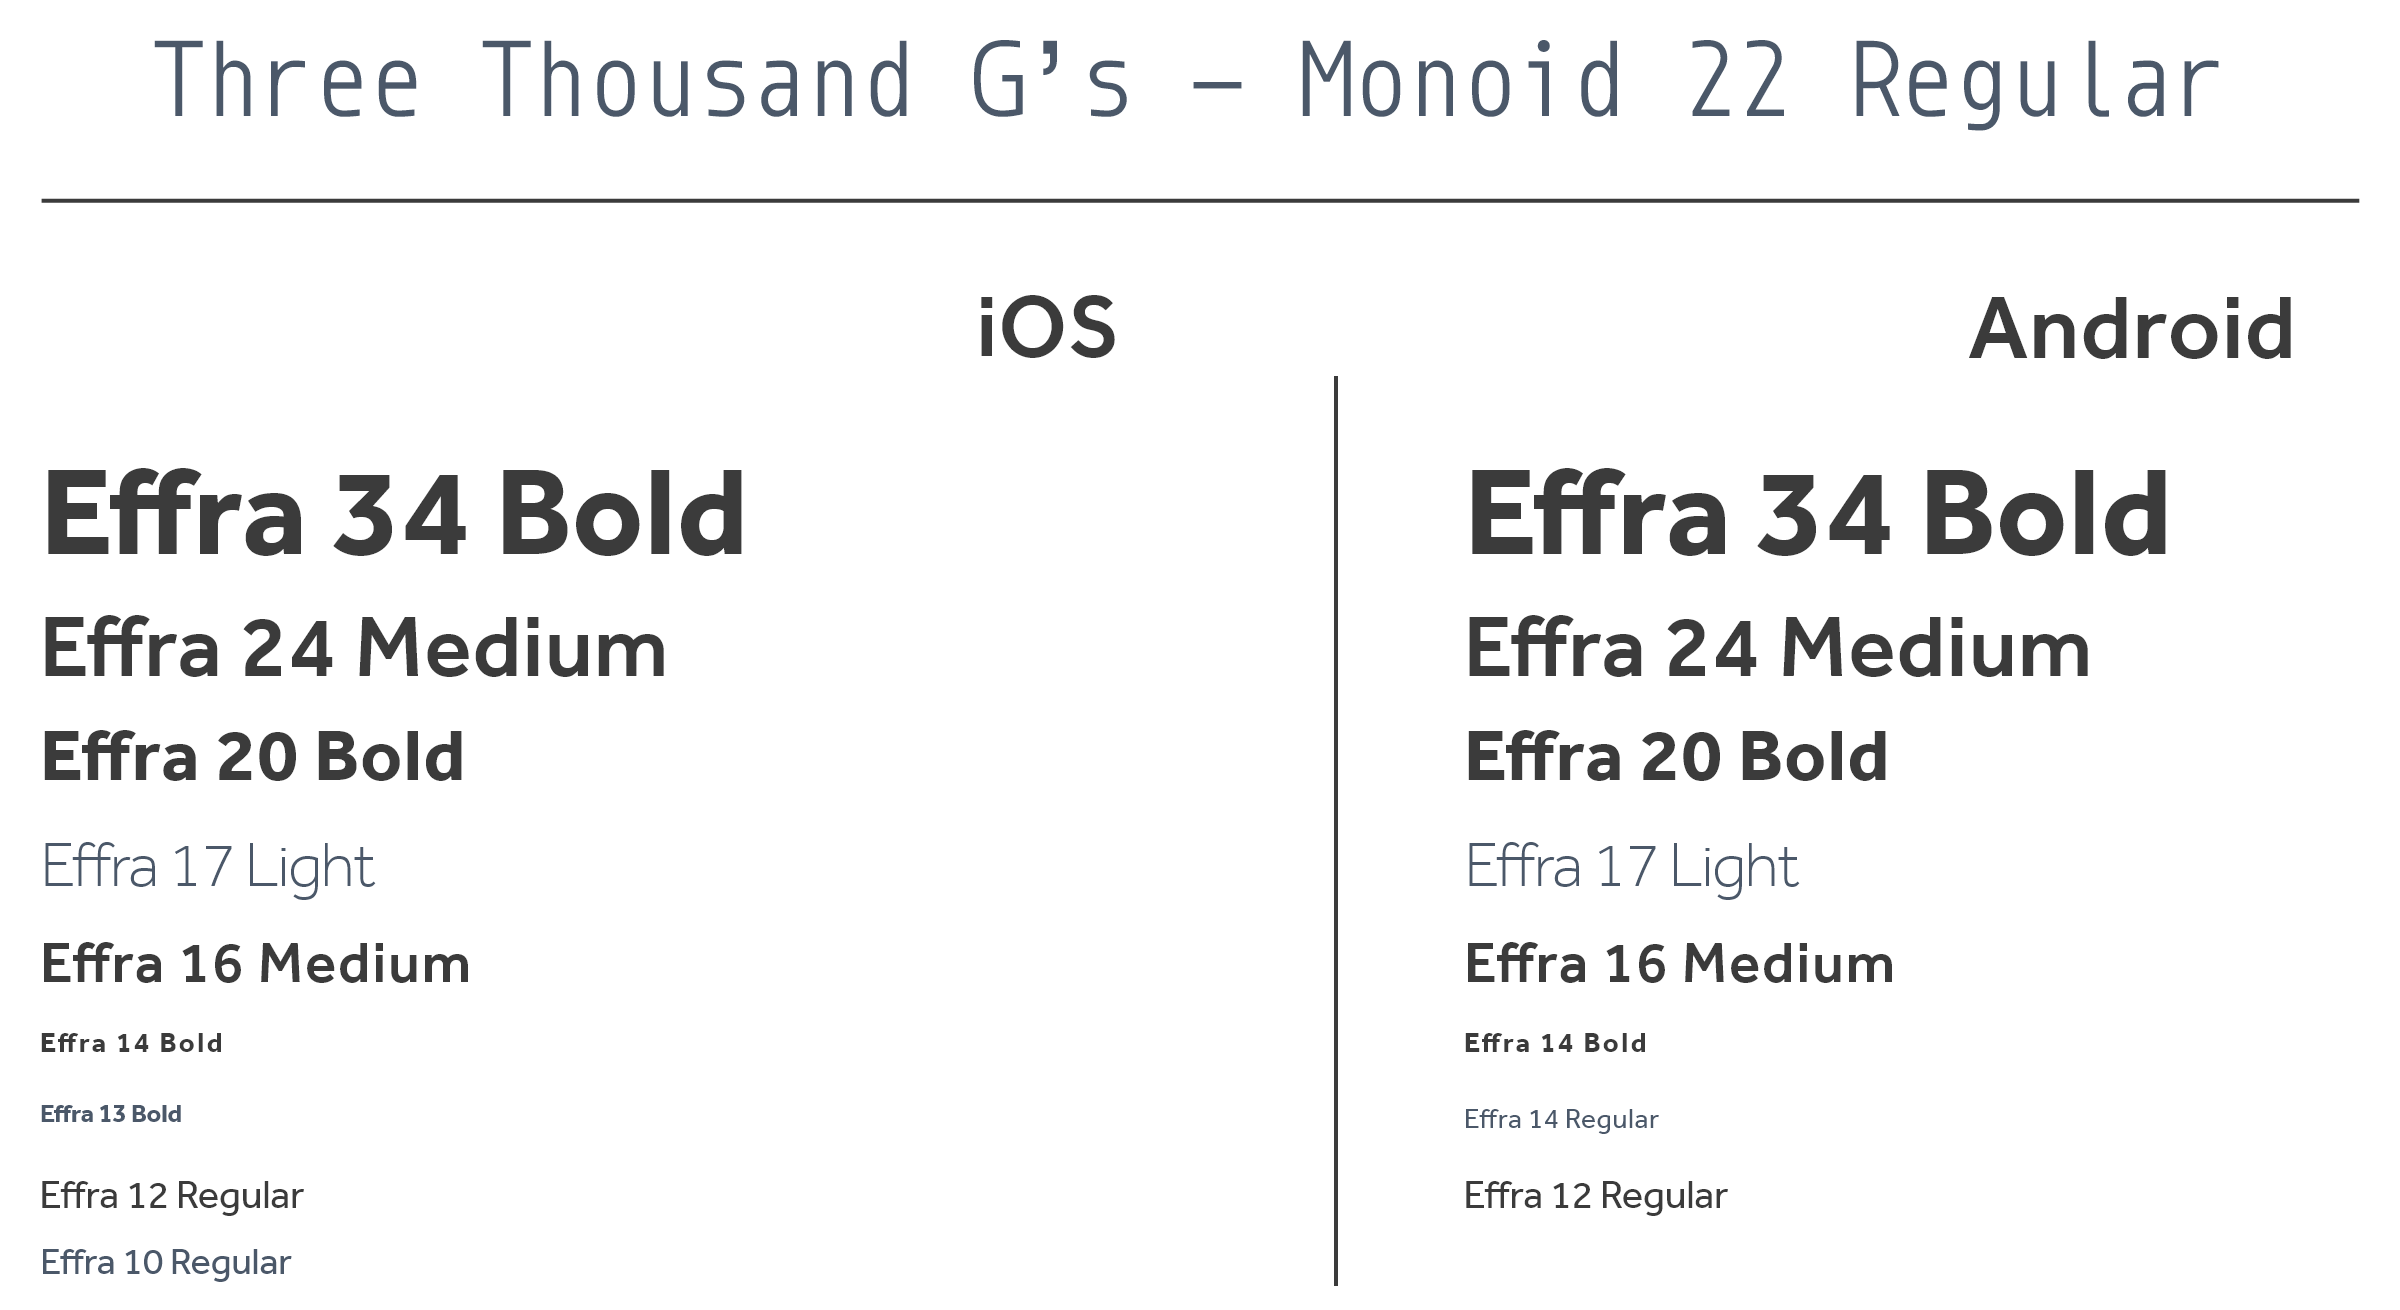 Three Thousand G’s – Monoid 22 Regular
iOS
Effra 34 Bold
Effra 24 Medium
Effra 20 Bold
Effra 17 Light
Effra 16 Medium
Effra 14 Bold
Effra 13 Bold
Effra 12 Regular
Effra 10 Regular
Android
Effra 34 Bold
Effra 24 Medium
Effra 20 Bold
Effra 17 Light
Effra 16 Medium
Effra 14 Bold
Effra 14 Regular
Effra 12 Regular